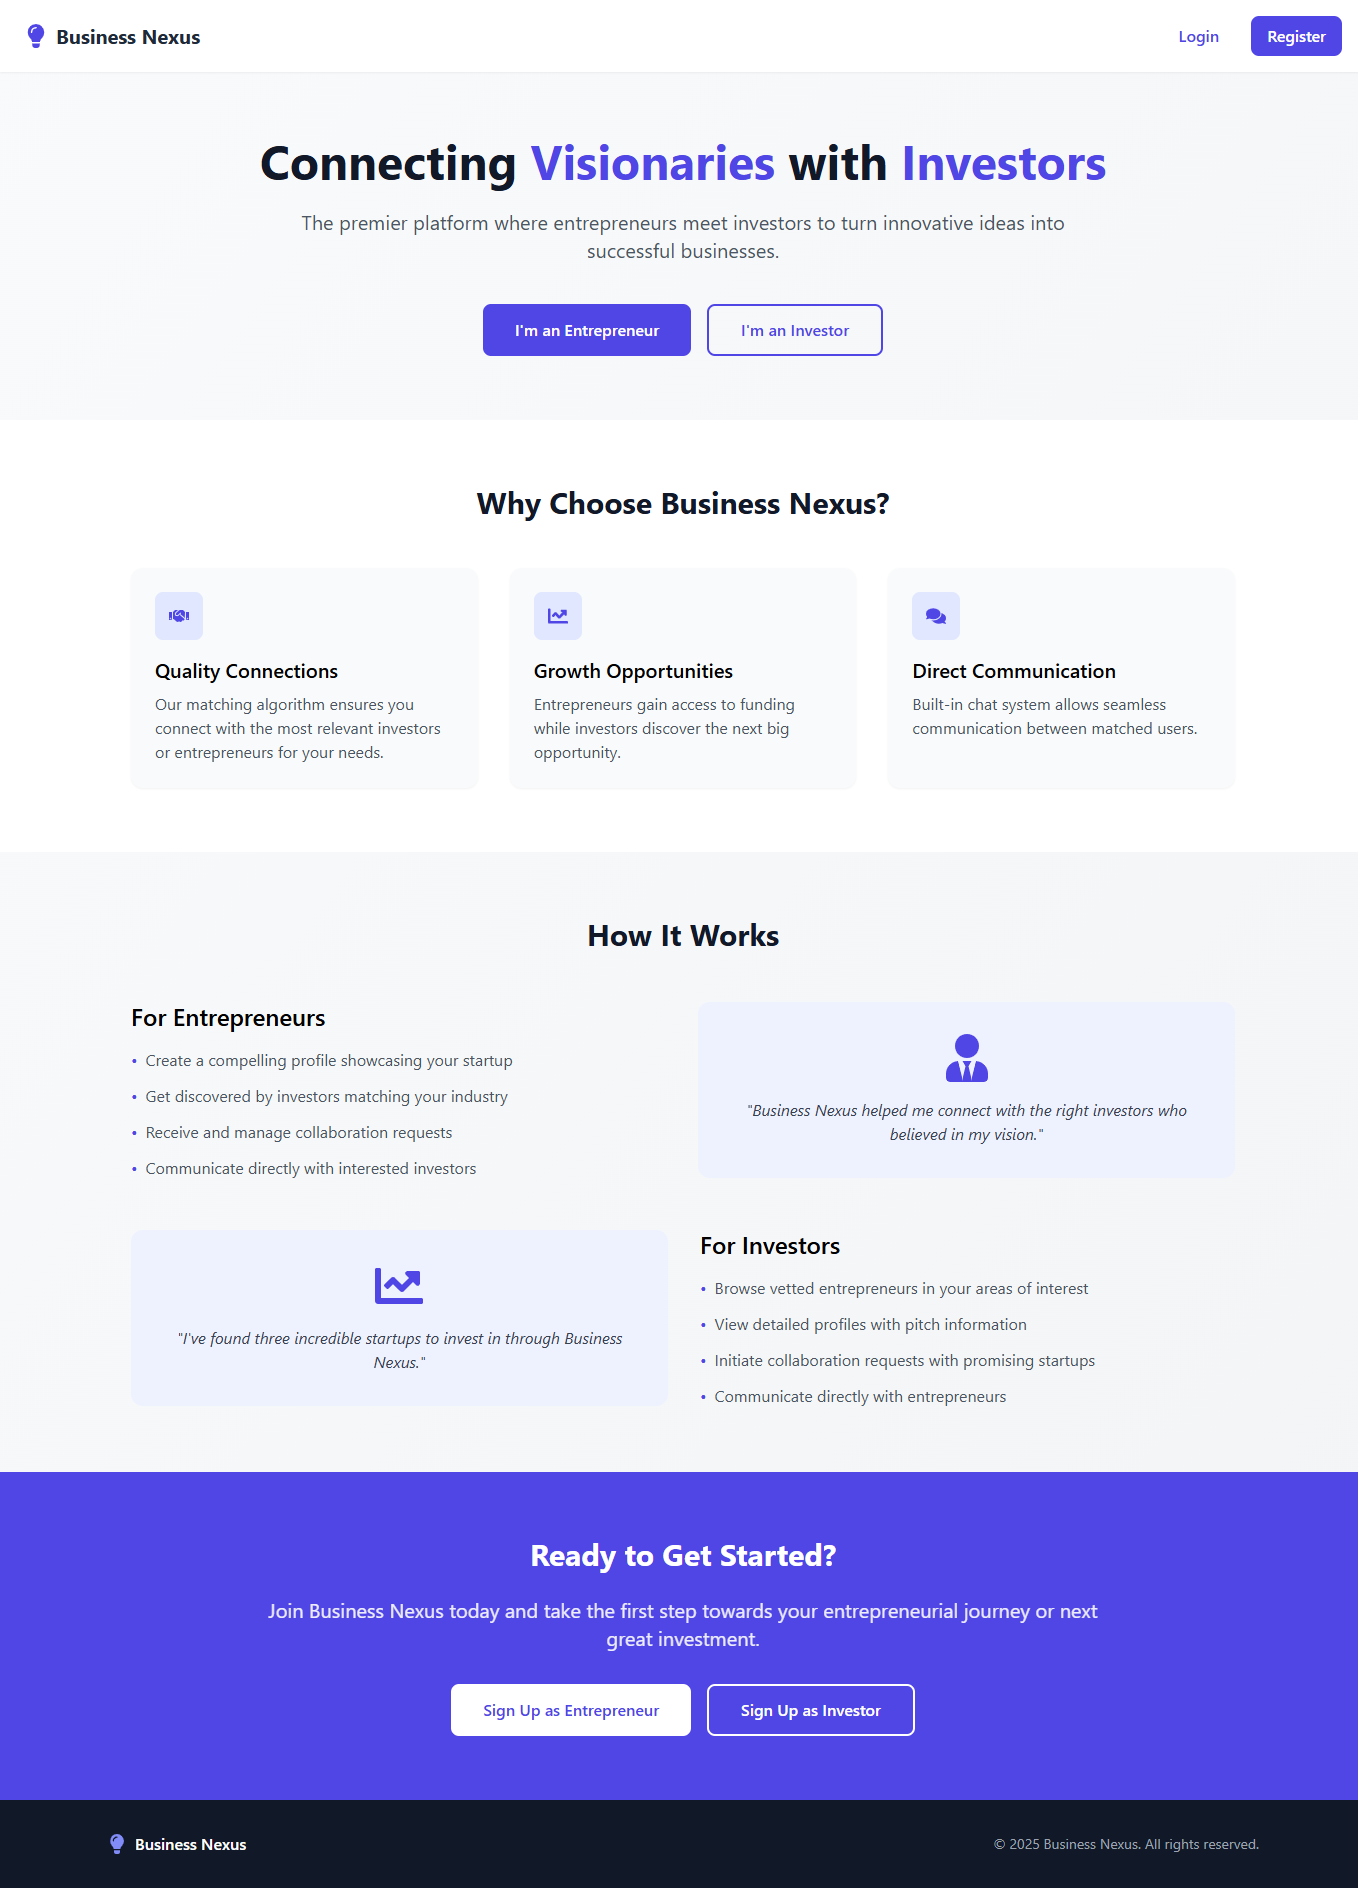 Business Nexus
Login
Register
Connecting Visionaries with Investors
The premier platform where entrepreneurs meet investors to turn innovative ideas into
successful businesses.
I'm an Entrepreneur
I'm an Investor
Why Choose Business Nexus?
Quality Connections
Our matching algorithm ensures you
connect with the most relevant investors
or entrepreneurs for your needs.
Growth Opportunities
Entrepreneurs gain access to funding
while investors discover the next big
opportunity.
Direct Communication
Built-in chat system allows seamless
communication between matched users.
How It Works
For Entrepreneurs
• Create a compelling profile showcasing your startup
• Get discovered by investors matching your industry
• Receive and manage collaboration requests
• Communicate directly with interested investors
"Business Nexus helped me connect with the right investors who
believed in my vision."
"I've found three incredible startups to invest in through Business
Nexus."
For Investors
• Browse vetted entrepreneurs in your areas of interest
• View detailed profiles with pitch information
• Initiate collaboration requests with promising startups
• Communicate directly with entrepreneurs
Ready to Get Started?
Join Business Nexus today and take the first step towards your entrepreneurial journey or next
great investment.
Sign Up as Entrepreneur
Sign Up as Investor
Business Nexus
© 2025 Business Nexus. All rights reserved.